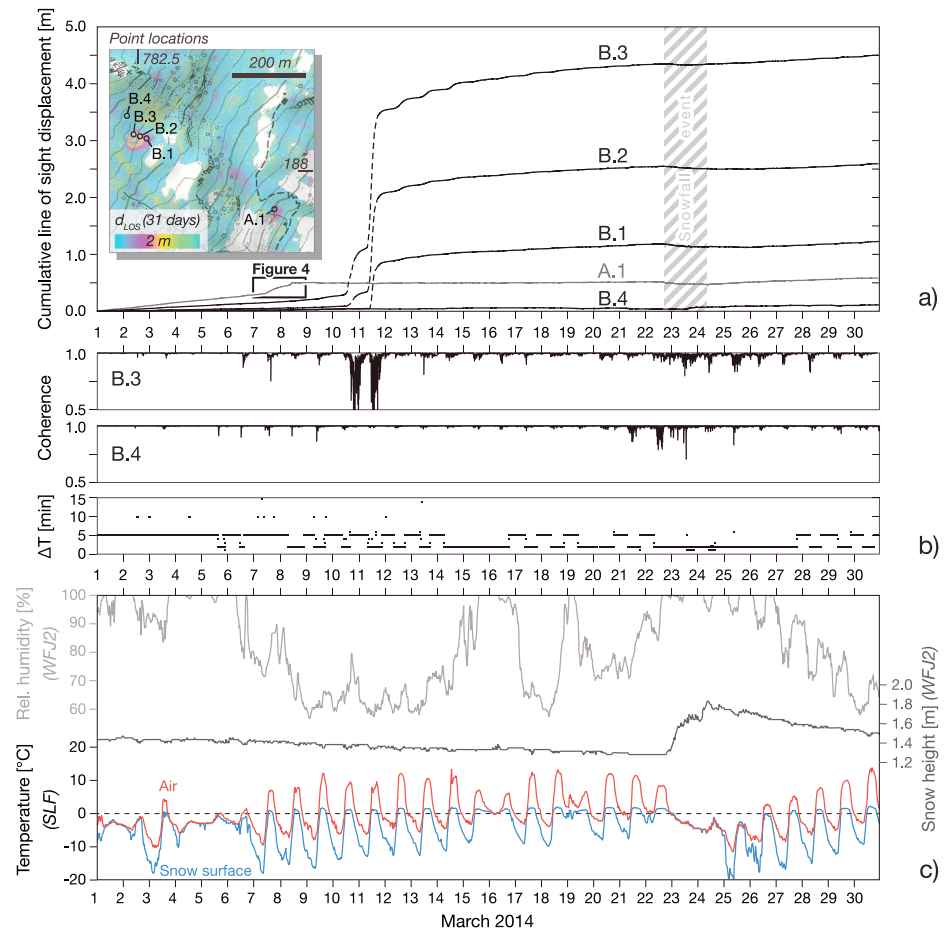 Cumulative line of sight displacement [m]
5.0
4.0
3.0
2.0
1.0
0.0
Point locations
782.5
200 m
B.4
B.3
B.2
B.1
188
A.1
dLOS (31 days)
2 m
Figure 4
B.3
B.2
B.1
A.1
B.4
Snowfall event
a)
1 2 3 4 5 6 7 8 9 10 11 12 13 14 15 16 17 18 19 20 21 22 23 24 25 26 27 28 29 30
Coherence
1.0
B.3
0.5
1.0
B.4
0.5
ΔT [min]
15
10
5
0
b)
1 2 3 4 5 6 7 8 9 10 11 12 13 14 15 16 17 18 19 20 21 22 23 24 25 26 27 28 29 30
Rel. humidity [%]
(WFJ2)
100
90
80
70
60
Snow height [m] (WFJ2)
2.0
1.8
1.6
1.4
1.2
Temperature [°C]
(SLF)
20
10
0
-10
-20
Air
Snow surface
c)
1 2 3 4 5 6 7 8 9 10 11 12 13 14 15 16 17 18 19 20 21 22 23 24 25 26 27 28 29 30
March 2014